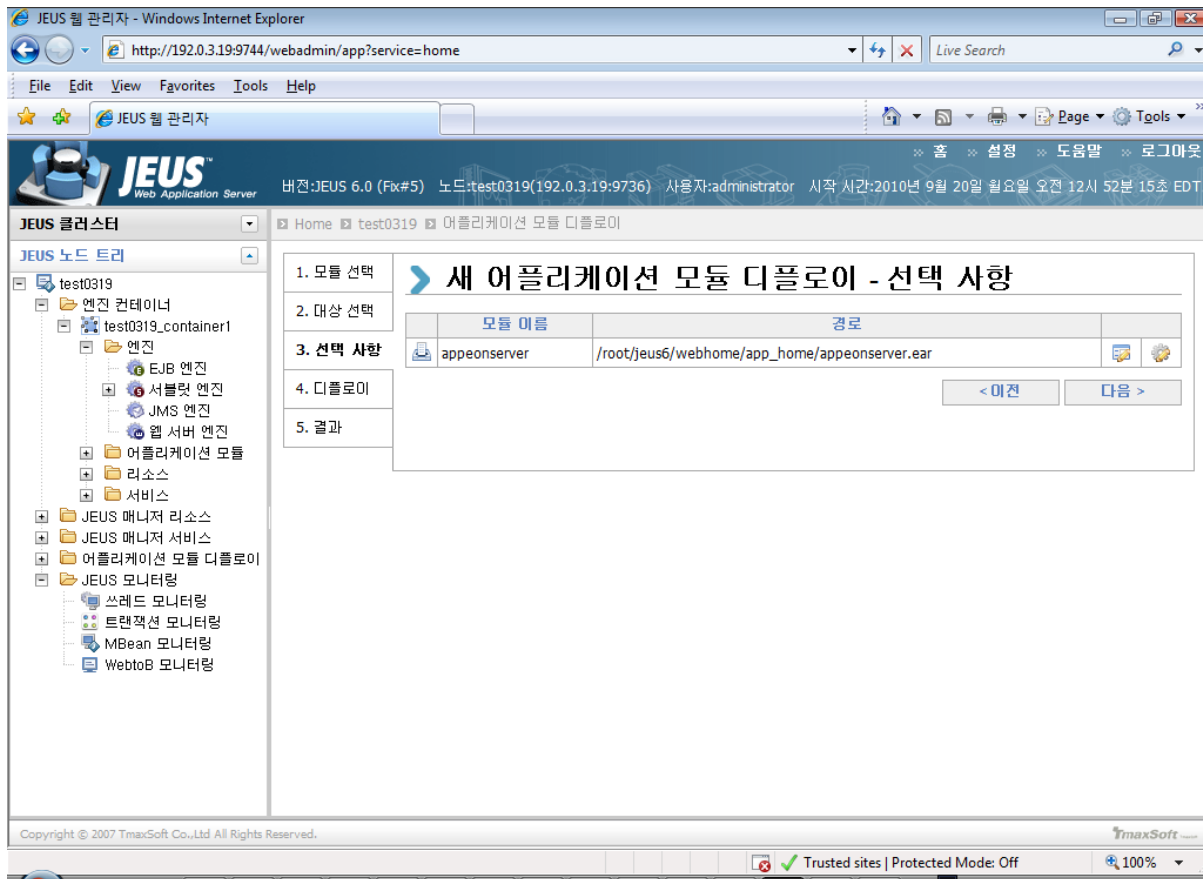 JEUS 웹 관리자 - Windows Internet Explorer
http://192.0.3.19:9744/webadmin/app?service=home
Live Search
File Edit View Favorites Tools Help
JEUS 웹 관리자
Page Tools
JEUS™
Web Application Server
» 홈 » 설정 » 도움말 » 로그아웃
버전:JEUS 6.0 (Fix#5) 노드:test0319(192.0.3.19:9736) 사용자:administrator 시작 시간:2010년 9월 20일 월요일 오전 12시 52분 15초 EDT
JEUS 클러스터
Home test0319 어플리케이션 모듈 디플로이
JEUS 노드 트리
test0319
엔진 컨테이너
test0319_container1
엔진
EJB 엔진
서블릿 엔진
JMS 엔진
웹 서버 엔진
어플리케이션 모듈
리소스
서비스
JEUS 매니저 리소스
JEUS 매니저 서비스
어플리케이션 모듈 디플로이
JEUS 모니터링
쓰레드 모니터링
트랜잭션 모니터링
MBean 모니터링
WebtoB 모니터링
1. 모듈 선택
2. 대상 선택
3. 선택 사항
4. 디플로이
5. 결과
새 어플리케이션 모듈 디플로이 - 선택 사항
모듈 이름 경로
appeonserver /root/jeus6/webhome/app_home/appeonserver.ear
< 이전 다음 >
Copyright © 2007 TmaxSoft Co.,Ltd All Rights Reserved.
TmaxSoft
Trusted sites | Protected Mode: Off
100%